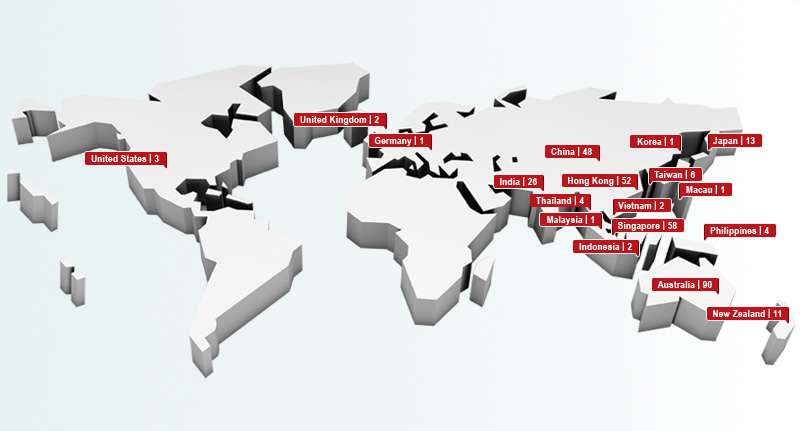 United Kingdom | 2
Germany | 1
United States | 3
China | 48
Korea | 1
Japan | 13
India | 26
Hong Kong | 52
Taiwan | 6
Macau | 1
Thailand | 4
Vietnam | 2
Malaysia | 1
Singapore | 58
Philippines | 4
Indonesia | 2
Australia | 90
New Zealand | 11